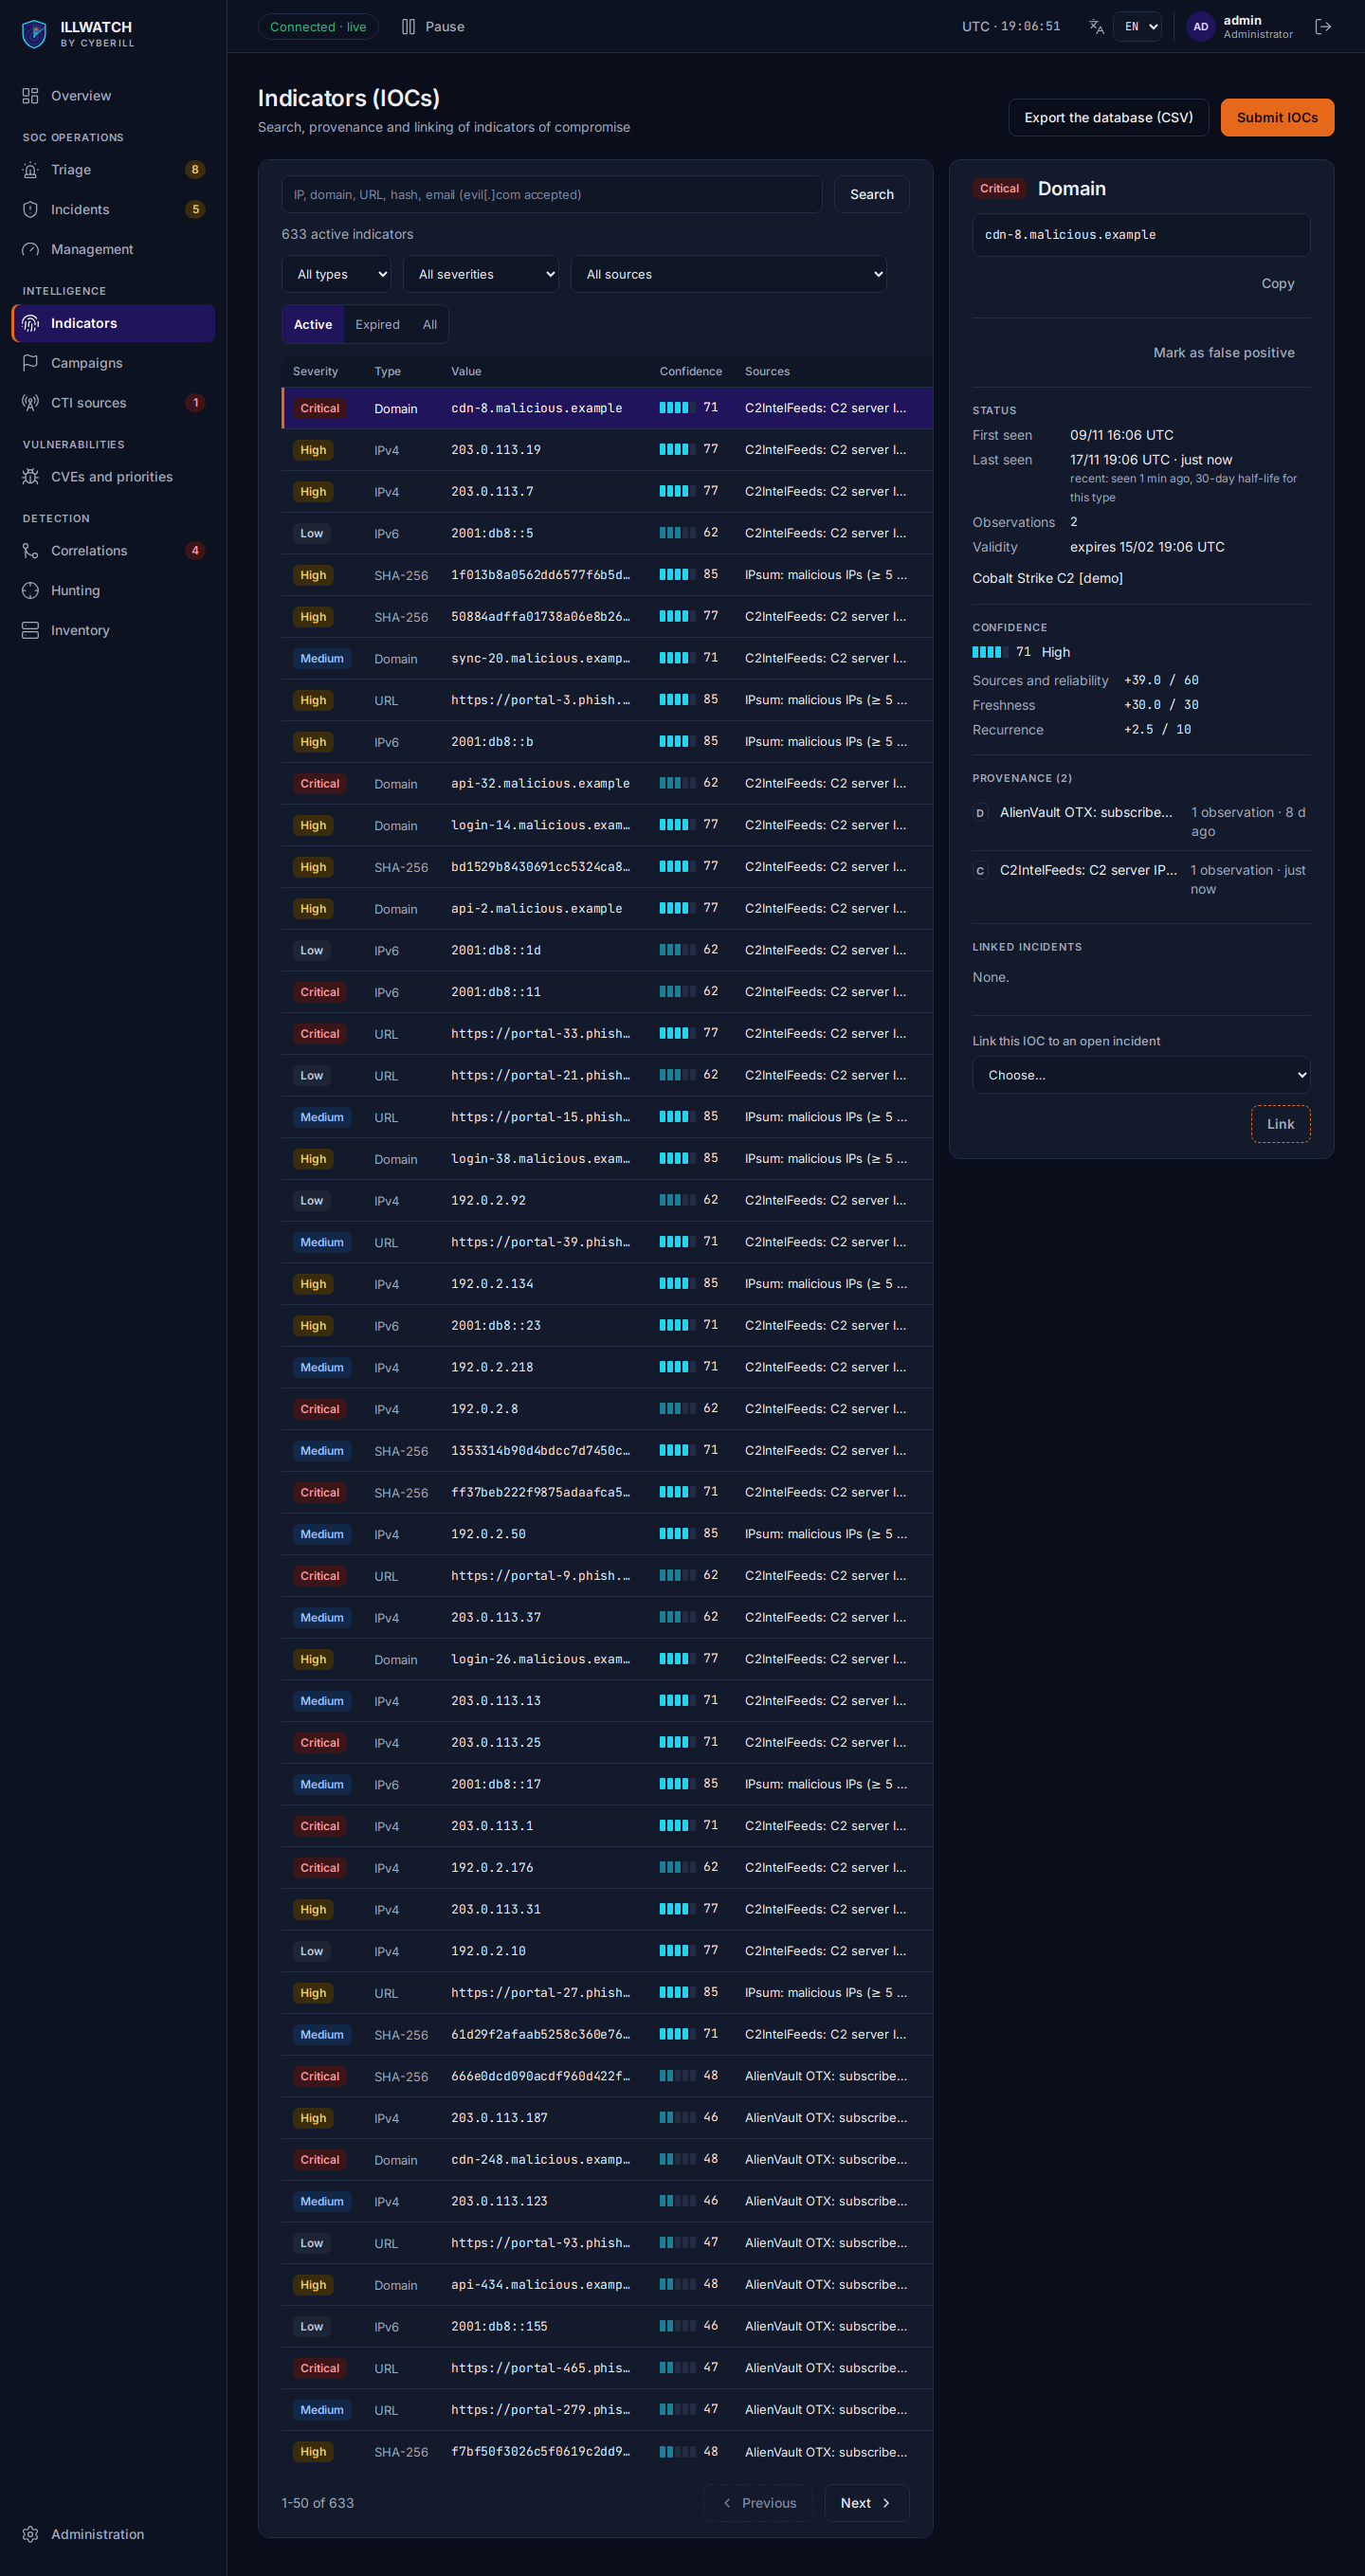 ILLWATCH
BY CYBERILL
Overview
SOC OPERATIONS
Triage 8
Incidents 5
Management
INTELLIGENCE
Indicators
Campaigns
CTI sources 1
VULNERABILITIES
CVEs and priorities
DETECTION
Correlations 4
Hunting
Inventory
Administration
Connected · live Pause UTC · 19:06:51 EN AD admin
Administrator
Indicators (IOCs)
Search, provenance and linking of indicators of compromise
Export the database (CSV) Submit IOCs
IP, domain, URL, hash, email (evil[.]com accepted) Search
633 active indicators
All types All severities All sources
Active Expired All
Severity Type Value Confidence Sources
Critical Domain cdn-8.malicious.example 71 C2IntelFeeds: C2 server I…
High IPv4 203.0.113.19 77 C2IntelFeeds: C2 server I…
High IPv4 203.0.113.7 77 C2IntelFeeds: C2 server I…
Low IPv6 2001:db8::5 62 C2IntelFeeds: C2 server I…
High SHA-256 1f013b8a0562dd6577f6b5d… 85 IPsum: malicious IPs (≥ 5 …
High SHA-256 50884adffa01738a06e8b26… 77 C2IntelFeeds: C2 server I…
Medium Domain sync-20.malicious.examp… 71 C2IntelFeeds: C2 server I…
High URL https://portal-3.phish.… 85 IPsum: malicious IPs (≥ 5 …
High IPv6 2001:db8::b 85 IPsum: malicious IPs (≥ 5 …
Critical Domain api-32.malicious.example 62 C2IntelFeeds: C2 server I…
High Domain login-14.malicious.exam… 77 C2IntelFeeds: C2 server I…
High SHA-256 bd1529b8430691cc5324ca8… 77 C2IntelFeeds: C2 server I…
High Domain api-2.malicious.example 77 C2IntelFeeds: C2 server I…
Low IPv6 2001:db8::1d 62 C2IntelFeeds: C2 server I…
Critical IPv6 2001:db8::11 62 C2IntelFeeds: C2 server I…
Critical URL https://portal-33.phish… 77 C2IntelFeeds: C2 server I…
Low URL https://portal-21.phish… 62 C2IntelFeeds: C2 server I…
Medium URL https://portal-15.phish… 85 IPsum: malicious IPs (≥ 5 …
High Domain login-38.malicious.exam… 85 IPsum: malicious IPs (≥ 5 …
Low IPv4 192.0.2.92 62 C2IntelFeeds: C2 server I…
Medium URL https://portal-39.phish… 71 C2IntelFeeds: C2 server I…
High IPv4 192.0.2.134 85 IPsum: malicious IPs (≥ 5 …
High IPv6 2001:db8::23 71 C2IntelFeeds: C2 server I…
Medium IPv4 192.0.2.218 71 C2IntelFeeds: C2 server I…
Critical IPv4 192.0.2.8 62 C2IntelFeeds: C2 server I…
Medium SHA-256 1353314b90d4bdcc7d7450c… 71 C2IntelFeeds: C2 server I…
Critical SHA-256 ff37beb222f9875adaafca5… 71 C2IntelFeeds: C2 server I…
Medium IPv4 192.0.2.50 85 IPsum: malicious IPs (≥ 5 …
Critical URL https://portal-9.phish.… 62 C2IntelFeeds: C2 server I…
Medium IPv4 203.0.113.37 62 C2IntelFeeds: C2 server I…
High Domain login-26.malicious.exam… 77 C2IntelFeeds: C2 server I…
Medium IPv4 203.0.113.13 71 C2IntelFeeds: C2 server I…
Critical IPv4 203.0.113.25 71 C2IntelFeeds: C2 server I…
Medium IPv6 2001:db8::17 85 IPsum: malicious IPs (≥ 5 …
Critical IPv4 203.0.113.1 71 C2IntelFeeds: C2 server I…
Critical IPv4 192.0.2.176 62 C2IntelFeeds: C2 server I…
High IPv4 203.0.113.31 77 C2IntelFeeds: C2 server I…
Low IPv4 192.0.2.10 77 C2IntelFeeds: C2 server I…
High URL https://portal-27.phish… 85 IPsum: malicious IPs (≥ 5 …
Medium SHA-256 61d29f2afaab5258c360e76… 71 C2IntelFeeds: C2 server I…
Critical SHA-256 666e0dcd090acdf960d422f… 48 AlienVault OTX: subscribe…
High IPv4 203.0.113.187 46 AlienVault OTX: subscribe…
Critical Domain cdn-248.malicious.examp… 48 AlienVault OTX: subscribe…
Medium IPv4 203.0.113.123 46 AlienVault OTX: subscribe…
Low URL https://portal-93.phish… 47 AlienVault OTX: subscribe…
High Domain api-434.malicious.examp… 48 AlienVault OTX: subscribe…
Low IPv6 2001:db8::155 46 AlienVault OTX: subscribe…
Critical URL https://portal-465.phis… 47 AlienVault OTX: subscribe…
Medium URL https://portal-279.phis… 47 AlienVault OTX: subscribe…
High SHA-256 f7bf50f3026c5f0619c2dd9… 48 AlienVault OTX: subscribe…
1-50 of 633 Previous Next
Critical Domain
cdn-8.malicious.example
Copy
Mark as false positive
STATUS
First seen 09/11 16:06 UTC
Last seen 17/11 19:06 UTC · just now
recent: seen 1 min ago, 30-day half-life for
this type
Observations 2
Validity expires 15/02 19:06 UTC
Cobalt Strike C2 [demo]
CONFIDENCE
71 High
Sources and reliability +39.0 / 60
Freshness +30.0 / 30
Recurrence +2.5 / 10
PROVENANCE (2)
D AlienVault OTX: subscribe… 1 observation · 8 d
ago
C C2IntelFeeds: C2 server IP… 1 observation · just
now
LINKED INCIDENTS
None.
Link this IOC to an open incident
Choose…
Link